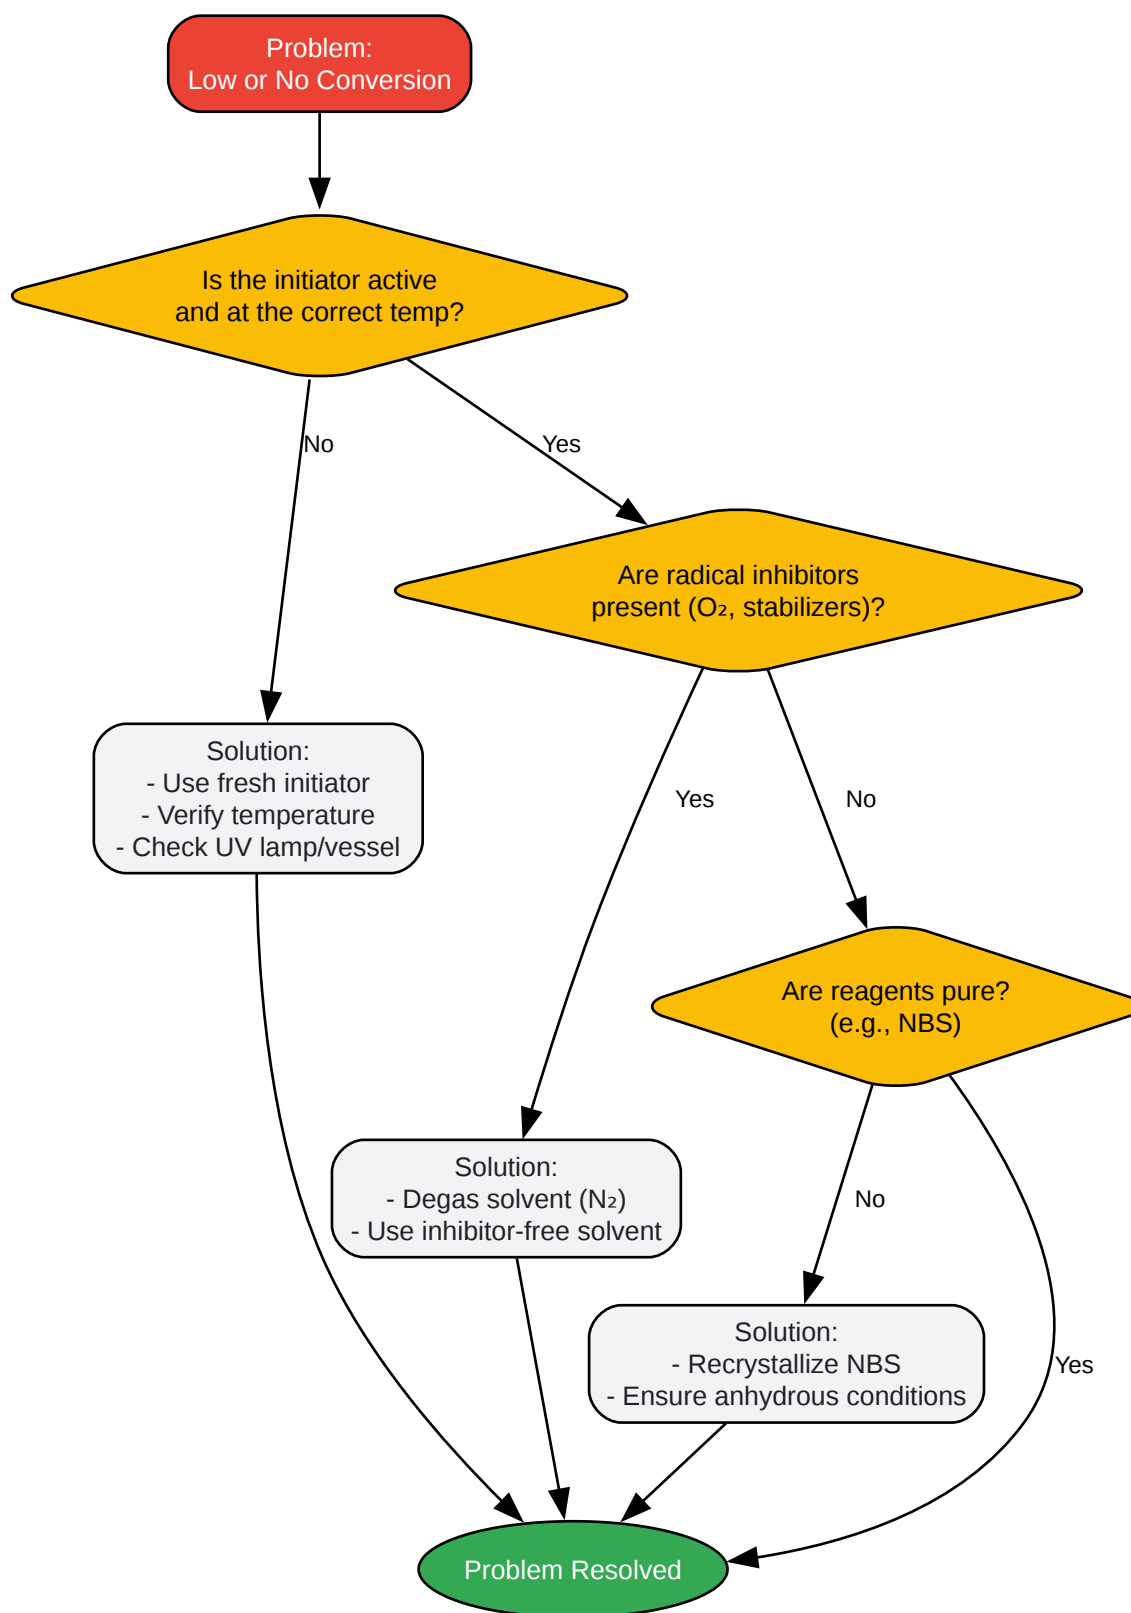 Problem:
Low or No Conversion
Is the initiator active
and at the correct temp?
No
Yes
Are radical inhibitors
present (O₂, stabilizers)?
Solution:
- Use fresh initiator
- Verify temperature
- Check UV lamp/vessel
Yes
No
Are reagents pure?
(e.g., NBS)
Solution:
- Degas solvent (N₂)
- Use inhibitor-free solvent
No
Solution:
- Recrystallize NBS
- Ensure anhydrous conditions
Yes
Problem Resolved